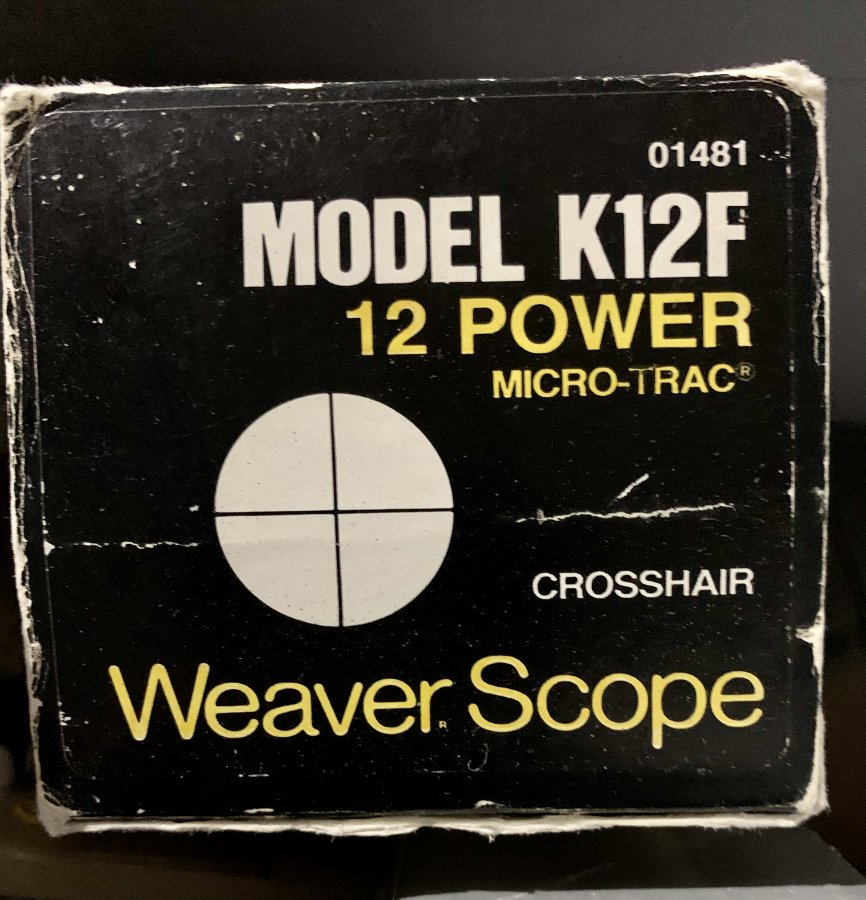 01481
MODEL K12F
12 POWER
MICRO-TRAC®
CROSSHAIR
Weaver® Scope